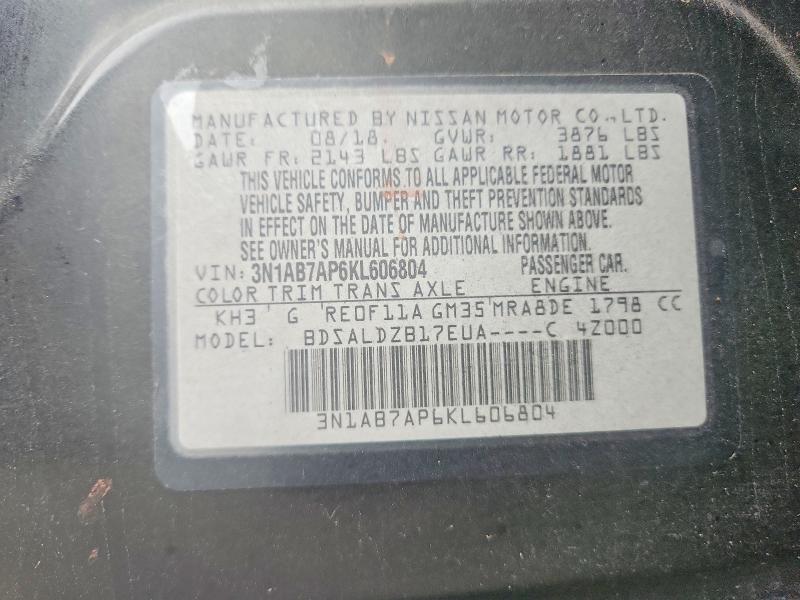 MANUFACTURED BY NISSAN MOTOR CO.,LTD.
DATE: 08/18 GVWR: 3876 LBS
GAWR FR: 2143 LBS GAWR RR: 1881 LBS
THIS VEHICLE CONFORMS TO ALL APPLICABLE FEDERAL MOTOR
VEHICLE SAFETY, BUMPER AND THEFT PREVENTION STANDARDS
IN EFFECT ON THE DATE OF MANUFACTURE SHOWN ABOVE.
SEE OWNER'S MANUAL FOR ADDITIONAL INFORMATION.
VIN: 3N1AB7AP6KL606804 PASSENGER CAR.
COLOR TRIM TRANS AXLE ENGINE
KH3 G RE0F11A GM35 MRA8DE 1798 CC
MODEL: BDSALDZB17EUA----C 4Z000
3N1AB7AP6KL606804